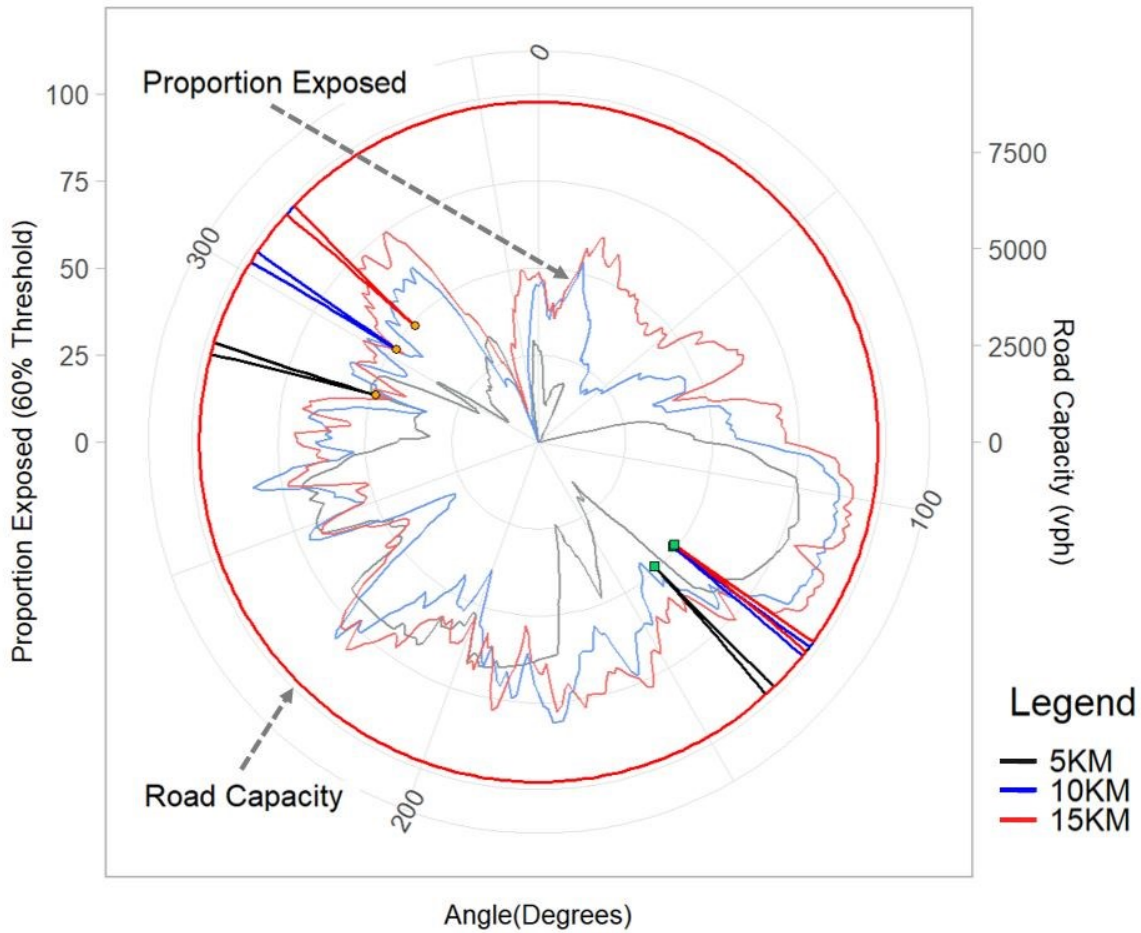 0
Proportion Exposed
100
75
50
25
0
7500
5000
2500
0
300
100
200
Proportion Exposed (60% Threshold)
Road Capacity (vph)
Road Capacity
Legend
5KM
10KM
15KM
Angle(Degrees)